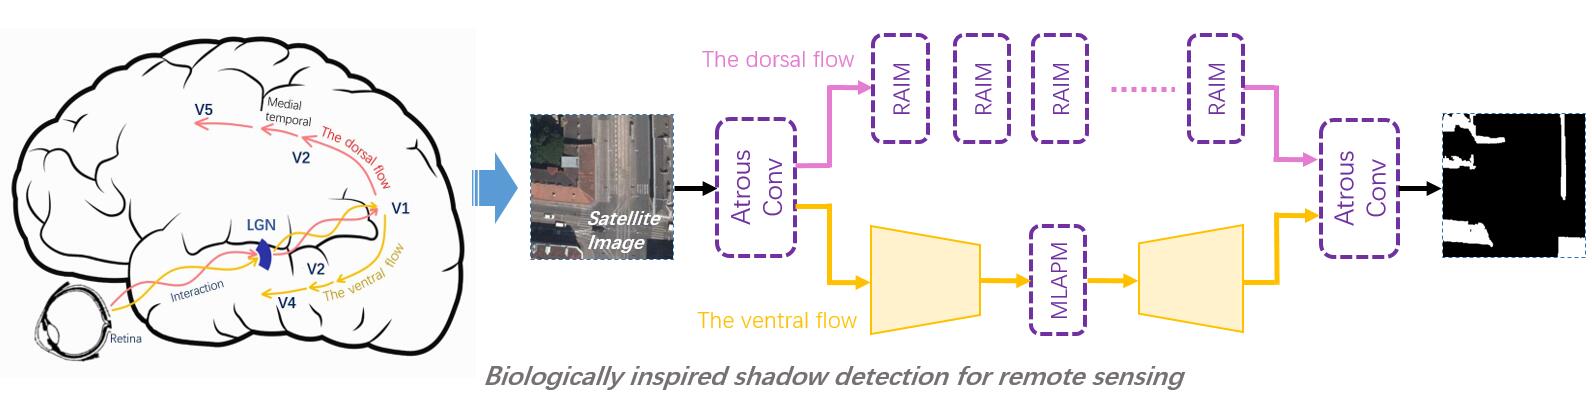 V5
Medial
temporal
The dorsal flow
V2
V1
LGN
V2
The ventral flow
V4
Interaction
Retina
Satellite
Image
Atrous
Conv
The dorsal flow
RAIM
RAIM
RAIM
RAIM
The ventral flow
MLAPM
Atrous
Conv
Biologically inspired shadow detection for remote sensing